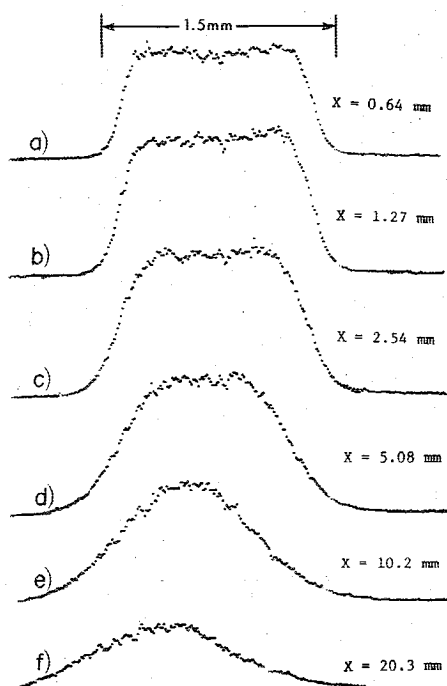 1.5mm
X = 0.64 mm
a)
X = 1.27 mm
b)
X = 2.54 mm
c)
X = 5.08 mm
d)
X = 10.2 mm
e)
f)
X = 20.3 mm